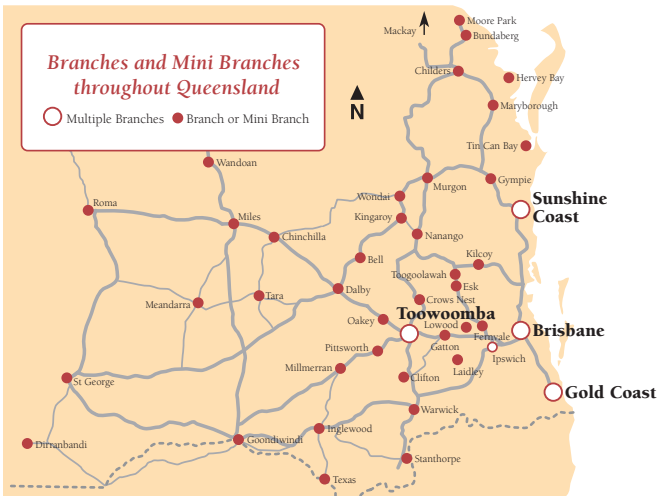 Branches and Mini Branches
throughout Queensland
Multiple Branches
Branch or Mini Branch
Mackay
Moore Park
Bundaberg
N
Childers
Hervey Bay
Maryborough
Tin Can Bay
Wandoan
Murgon
Gympie
Roma
Wondai
Sunshine
Coast
Miles
Kingaroy
Chinchilla
Nanango
Bell
Kilcoy
Toogoolawah
Esk
Meandarra
Tara
Dalby
Crows Nest
Toowoomba
Oakey
Lowood
Fernvale
Brisbane
Gatton
Pittsworth
Ipswich
Millmerran
Laidley
St George
Clifton
Gold Coast
Warwick
Inglewood
Dirranbandi
Goondiwindi
Stanthorpe
Texas